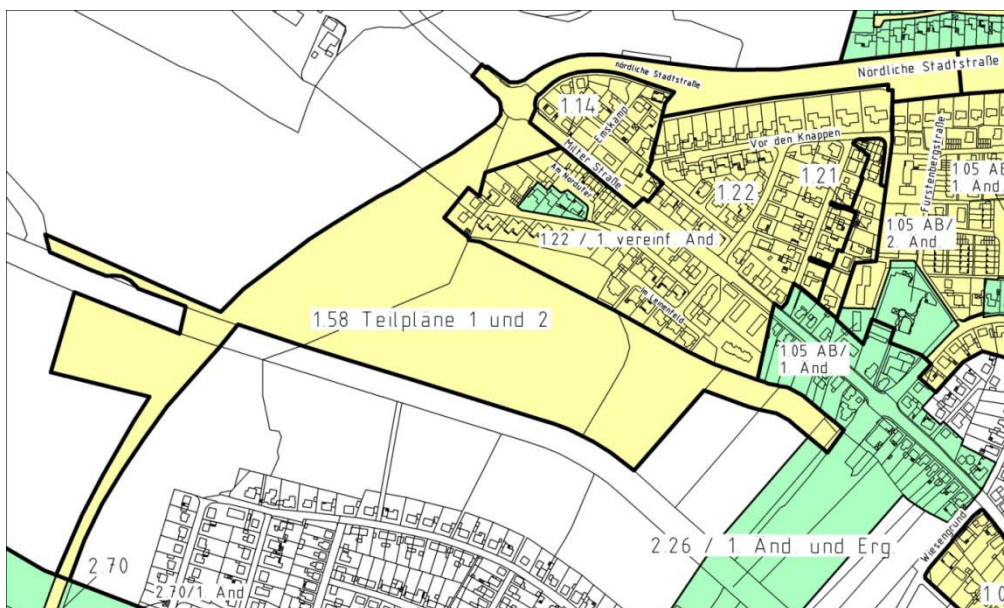 nördliche Stadtstraße
Nördliche Stadtstraße
1.14
Emskamp
Milter Straße
Vor den Knappen
Fürstenbergstraße
Am Nordufer
1.22
1.21
1.05 AB
1. And.
1.05 AB/
2. And.
1.22 / 1. vereinf. And.
Im Leinenfeld
1.58 Teilpläne 1 und 2
1.05 AB/
1. And.
2.26 / 1. And. und Erg.
Wiesengrund
2.70
2.70/1. And